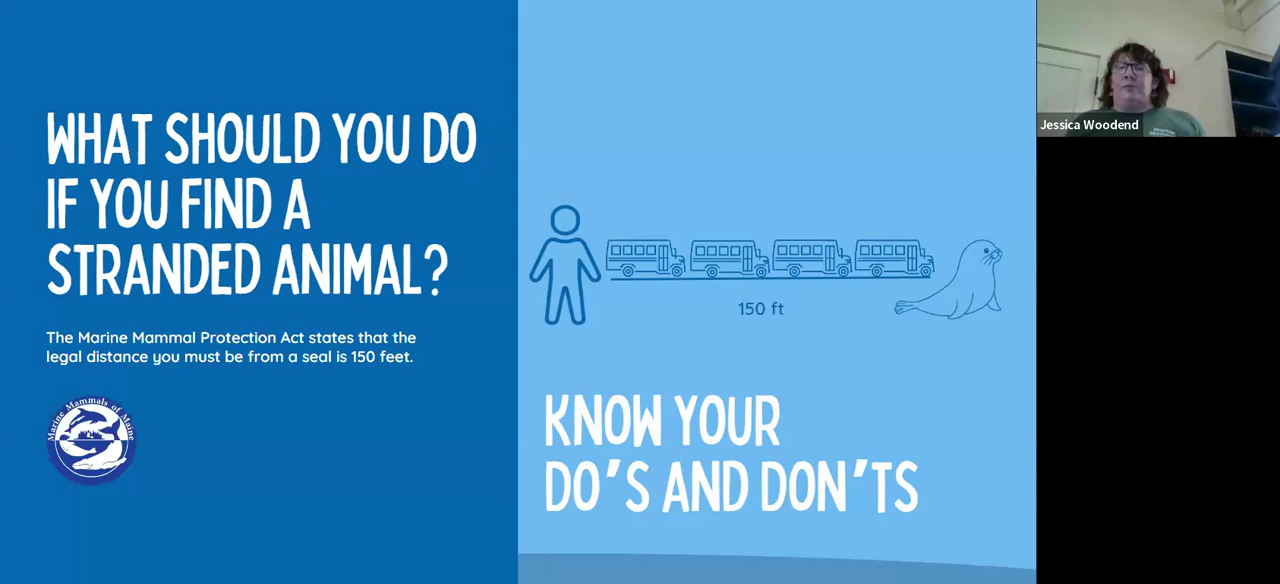 WHAT SHOULD YOU DO
IF YOU FIND A
STRANDED ANIMAL?
The Marine Mammal Protection Act states that the
legal distance you must be from a seal is 150 feet.
Marine Mammals of Maine
150 ft
KNOW YOUR
DO'S AND DON'TS
Jessica Woodend